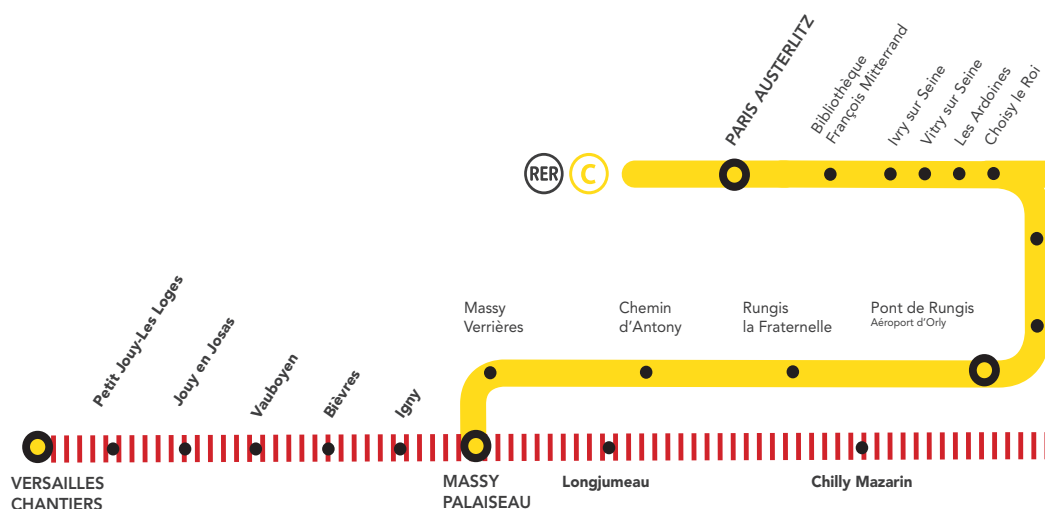 PARIS AUSTERLITZ
Bibliothèque
François Mitterrand
Ivry sur Seine
Vitry sur Seine
Les Ardoines
Choisy le Roi
RER
C
Massy
Verrières
Chemin
d'Antony
Rungis
la Fraternelle
Pont de Rungis
Aéroport d'Orly
Petit Jouy-Les Loges
Jouy en Josas
Vauboyen
Bièvres
Igny
VERSAILLES
CHANTIERS
MASSY
PALAISEAU
Longjumeau
Chilly Mazarin